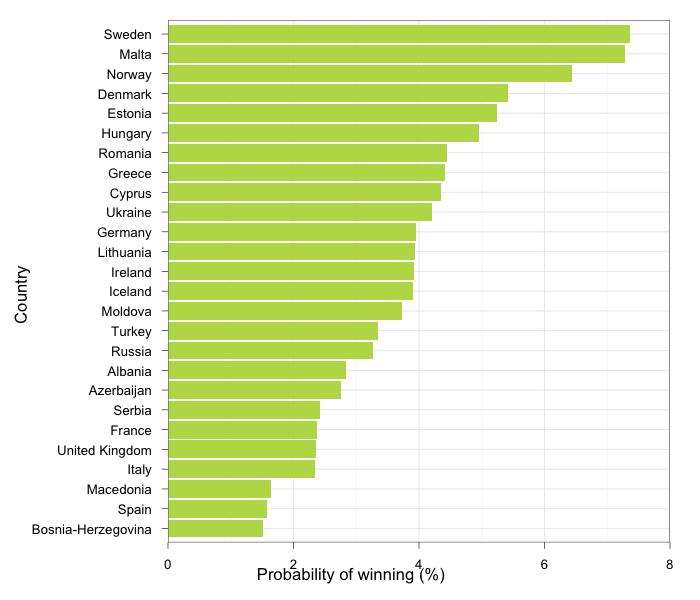 Sweden
Malta
Norway
Denmark
Estonia
Hungary
Romania
Greece
Cyprus
Ukraine
Germany
Lithuania
Ireland
Iceland
Moldova
Turkey
Russia
Albania
Azerbaijan
Serbia
France
United Kingdom
Italy
Macedonia
Spain
Bosnia-Herzegovina
Country
0 2 4 6 8
Probability of winning (%)